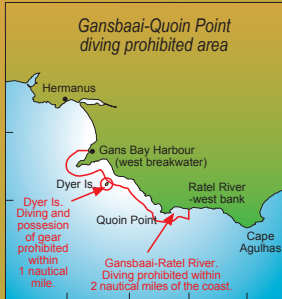 Gansbaai-Quoin Point
diving prohibited area
Hermanus
Gans Bay Harbour
(west breakwater)
Dyer Is.
Ratel River
-west bank
Dyer Is.
Diving and
possesion
of gear
prohibited
within
1 nautical
mile.
Quoin Point
Cape
Agulhas
Gansbaai-Ratel River.
Diving prohibited within
2 nautical miles of the coast.